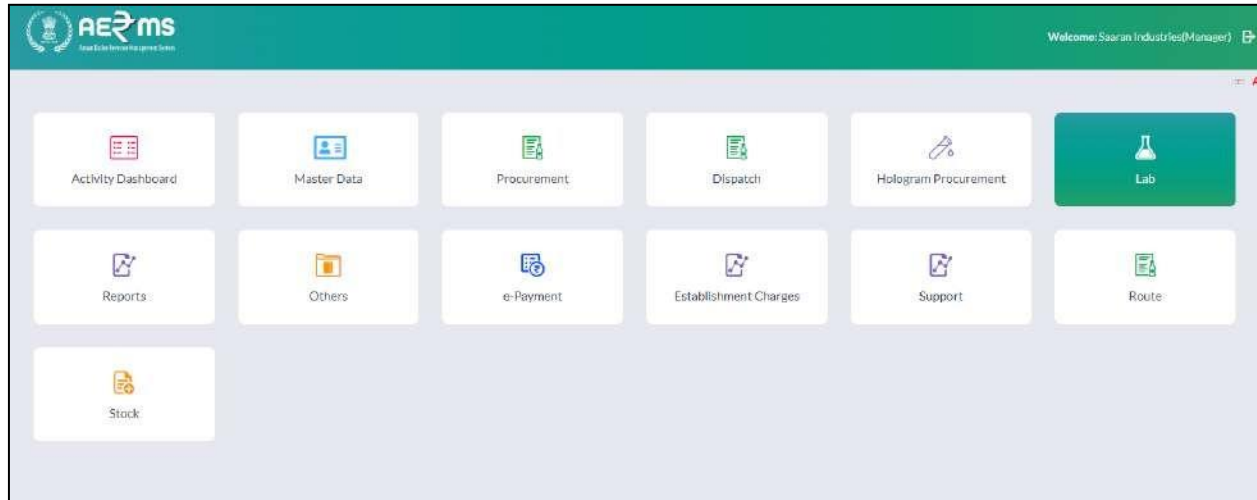 AE₹ms
Welcome: Saaran Industries(Manager)
A
Activity Dashboard
Master Data
Procurement
Dispatch
Hologram Procurement
Lab
Reports
Others
e-Payment
Establishment Charges
Support
Route
Stock